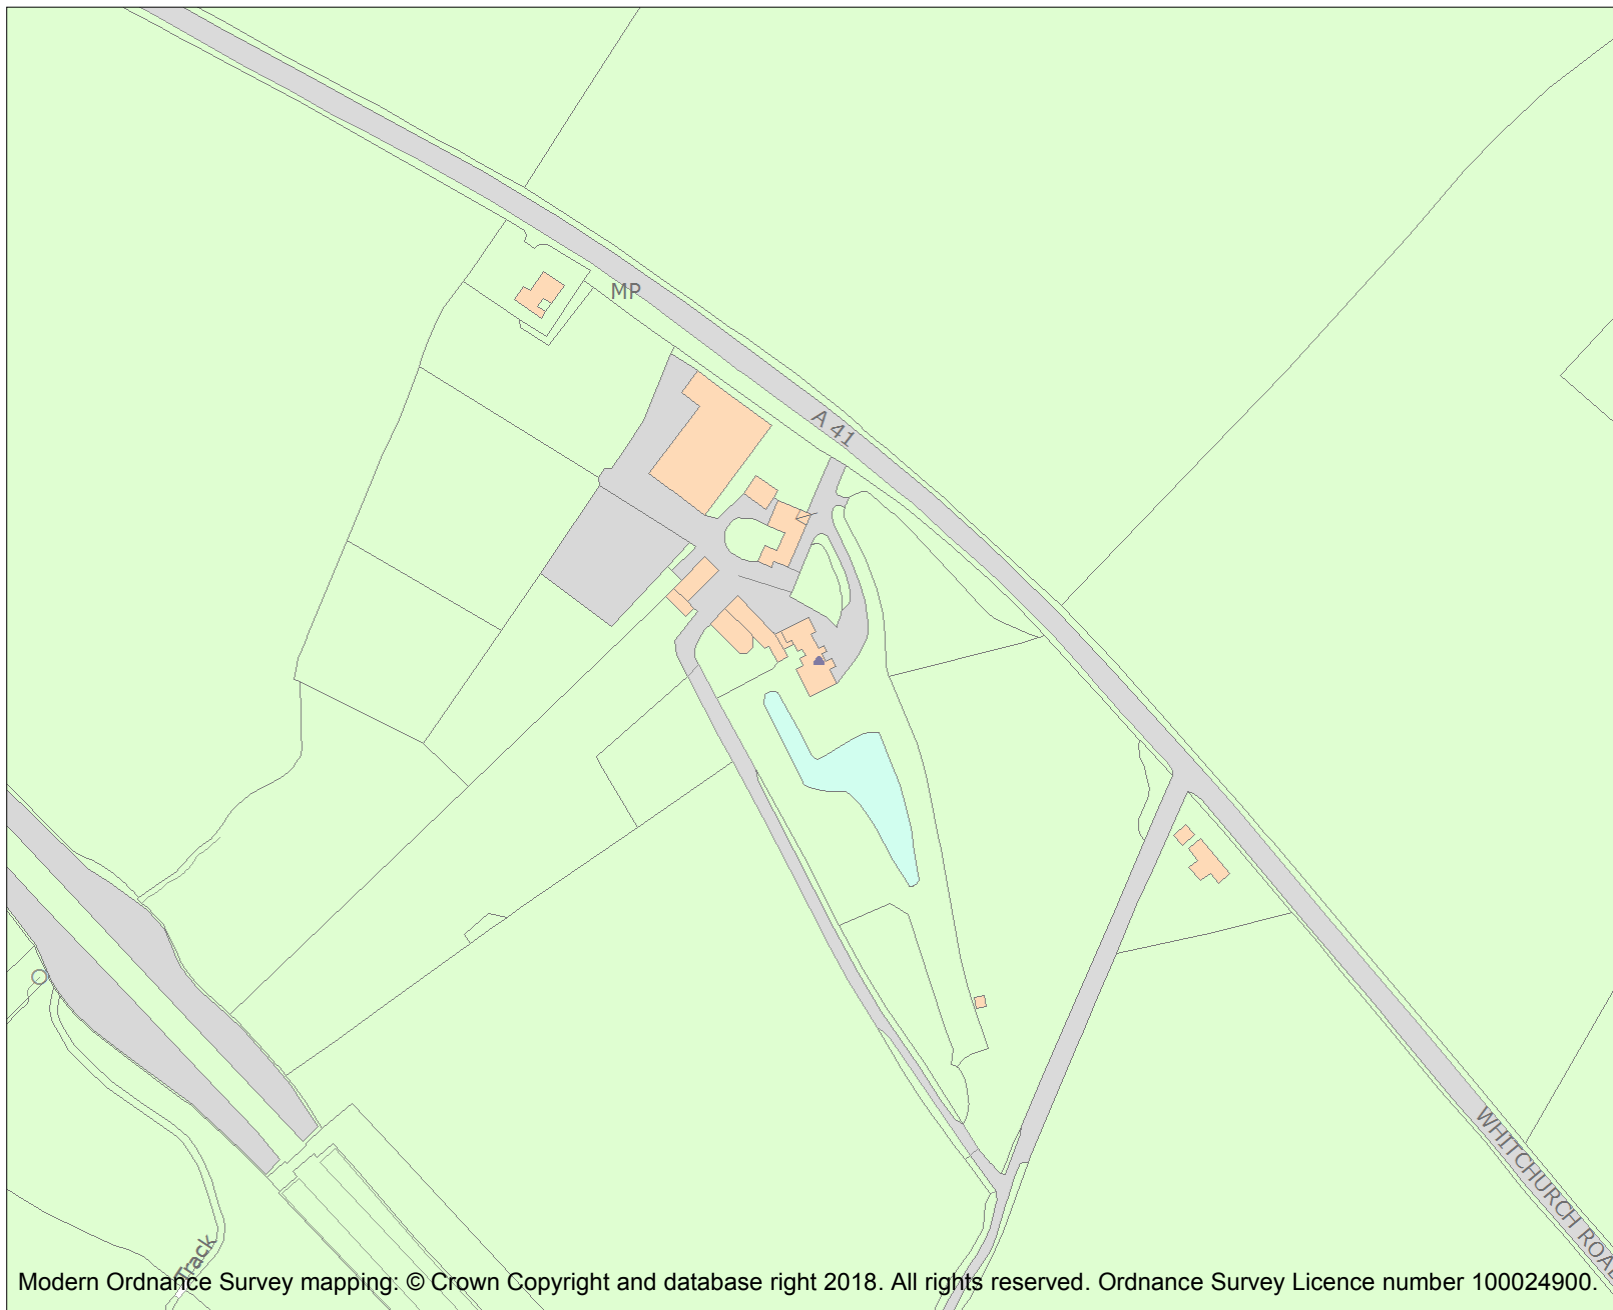 MP
A 41
WHITCHURCH ROA
Track
Modern Ordnance Survey mapping: © Crown Copyright and database right 2018. All rights reserved. Ordnance Survey Licence number 100024900.